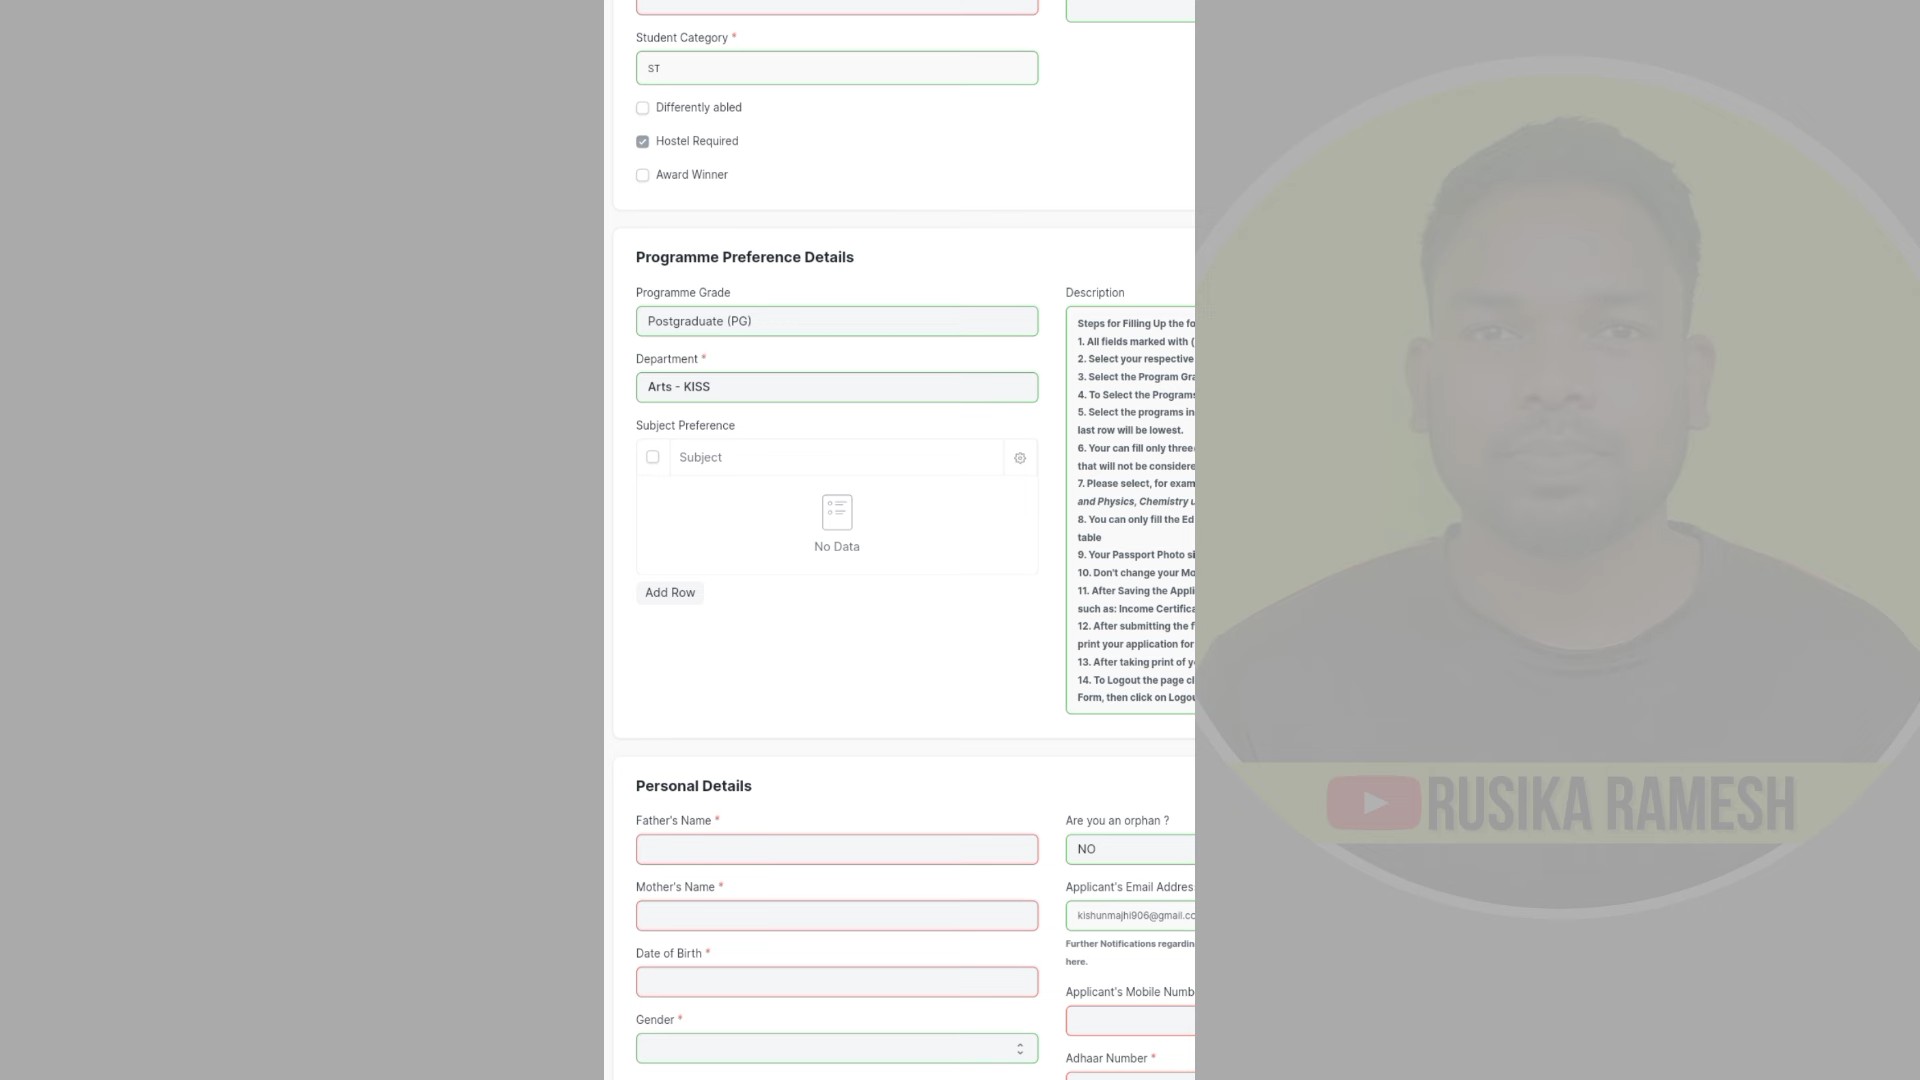 Student Category *
ST
Differently abled
Hostel Required
Award Winner
Programme Preference Details
Programme Grade
Postgraduate (PG)
Department *
Arts - KISS
Subject Preference
Subject
No Data
Add Row
Description
Steps for Filling Up the fo
1. All fields marked with (
2. Select your respective
3. Select the Program Gra
4. To Select the Programs
5. Select the programs in
last row will be lowest.
6. Your can fill only three
that will not be considere
7. Please select, for exam
and Physics, Chemistry u
8. You can only fill the Ed
table
9. Your Passport Photo si
10. Don't change your Mo
11. After Saving the Appli
such as: Income Certifica
12. After submitting the f
print your application for
13. After taking print of y
14. To Logout the page cl
Form, then click on Logou
Personal Details
Father's Name *
Mother's Name *
Date of Birth *
Gender *
Are you an orphan ?
NO
Applicant's Email Addres
kishunmajhi906@gmail.co
Further Notifications regardin
here.
Applicant's Mobile Numb
Adhaar Number *
RUSIKA RAMESH